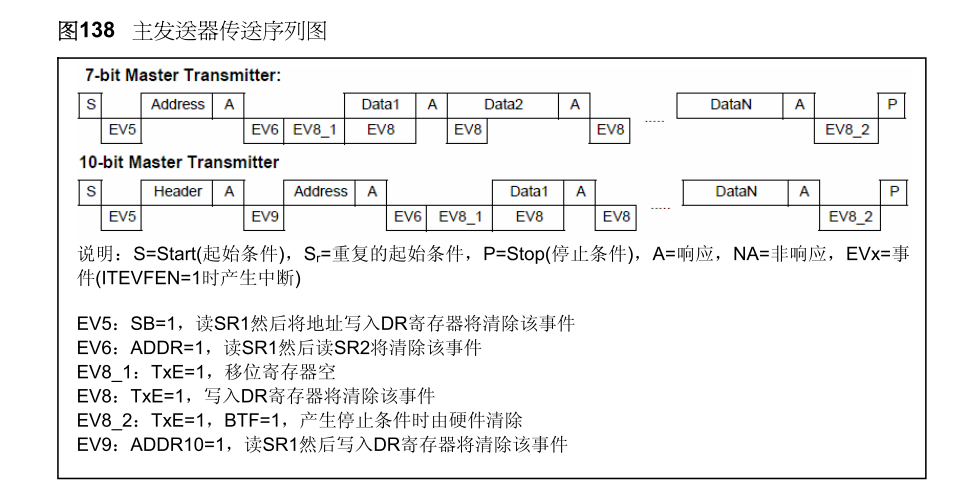 图138 主发送器传送序列图
7-bit Master Transmitter:
S Address A Data1 A Data2 A DataN A P
EV5 EV6 EV8_1 EV8 EV8 EV8 ..... EV8_2
10-bit Master Transmitter
S Header A Address A Data1 A DataN A P
EV5 EV9 EV6 EV8_1 EV8 EV8 ..... EV8_2
说明：S=Start(起始条件)，Sr=重复的起始条件，P=Stop(停止条件)，A=响应，NA=非响应，EVx=事
件(ITEVFEN=1时产生中断)
EV5：SB=1，读SR1然后将地址写入DR寄存器将清除该事件
EV6：ADDR=1，读SR1然后读SR2将清除该事件
EV8_1：TxE=1，移位寄存器空
EV8：TxE=1，写入DR寄存器将清除该事件
EV8_2：TxE=1，BTF=1，产生停止条件时由硬件清除
EV9：ADDR10=1，读SR1然后写入DR寄存器将清除该事件